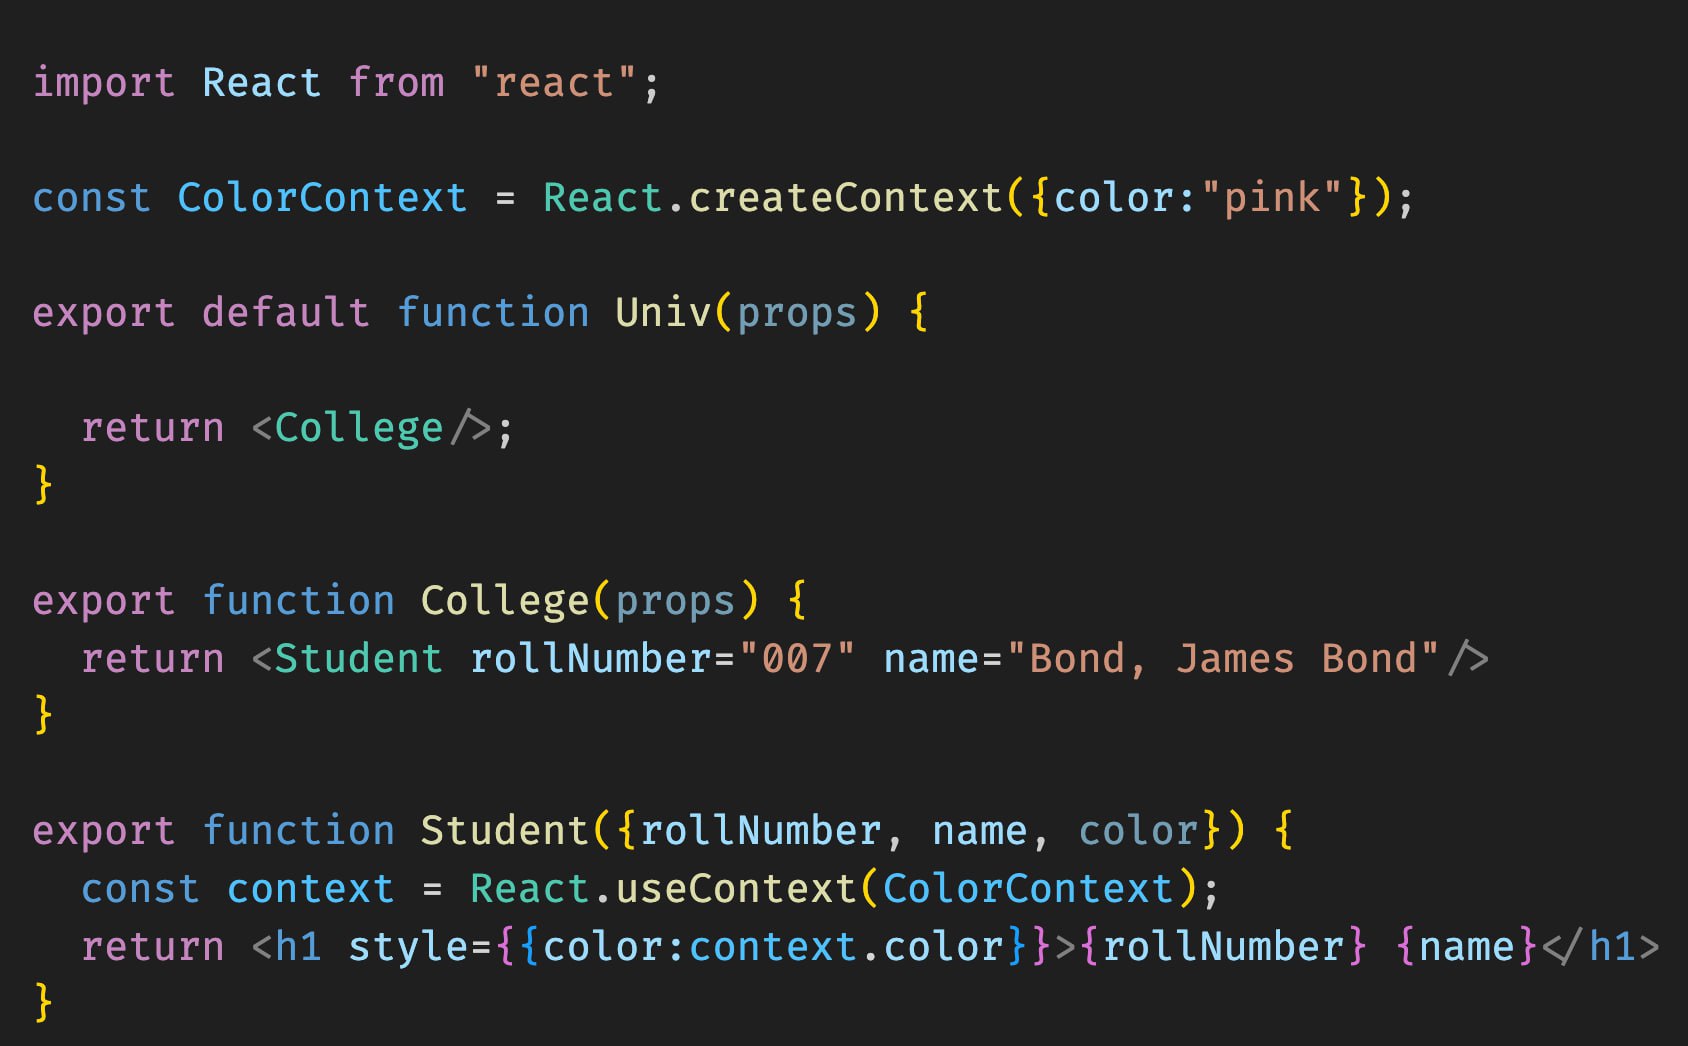 import React from "react";
const ColorContext = React.createContext({color:"pink"});
export default function Univ(props) {
return <College/>;
}
export function College(props) {
return <Student rollNumber="007" name="Bond, James Bond"/>
}
export function Student({rollNumber, name, color}) {
const context = React.useContext(ColorContext);
return <h1 style={{color:context.color}}>{rollNumber} {name}</h1>
}